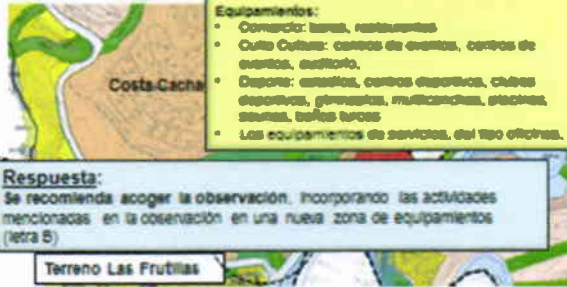 Equipamientos:
• Comercio: bares, restaurantes
• Culto Cultura: centros de eventos, centros de
eventos, auditorio,
• Deporte: estadios, centros deportivos, clubes
deportivos, gimnasios, multicanchas, piscinas,
saunas, baños turcos
• Los equipamientos de servicios, del tipo oficinas.
Costa Cacha
Respuesta:
Se recomienda acoger la observación, incorporando las actividades
mencionadas en la observación en una nueva zona de equipamientos
(letra B)
Terreno Las Frutillas